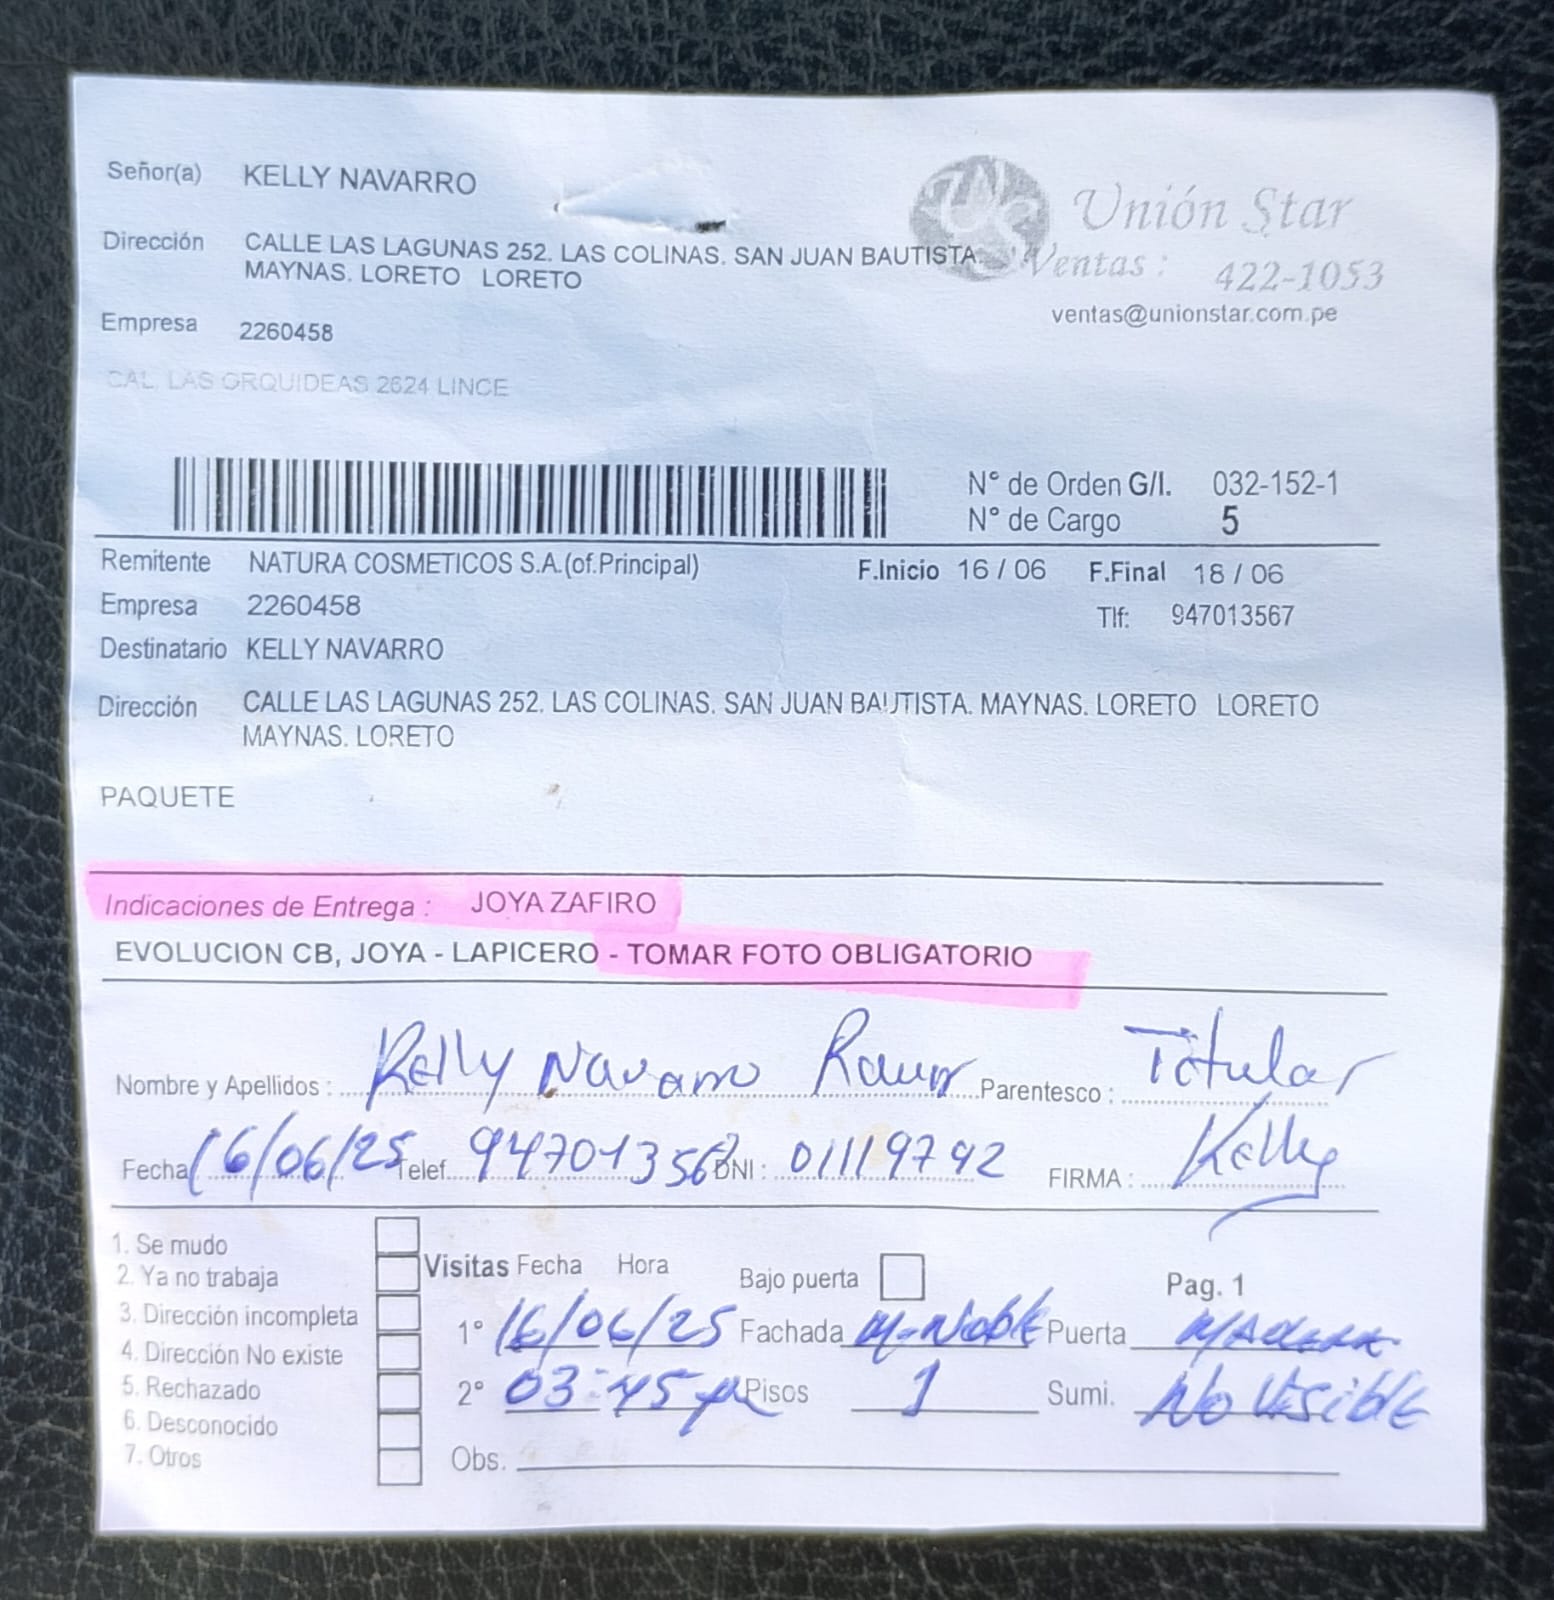 Señor(a) KELLY NAVARRO
Unión Star
Dirección CALLE LAS LAGUNAS 252. LAS COLINAS. SAN JUAN BAUTISTA.
MAYNAS. LORETO LORETO
Ventas : 422-1053
ventas@unionstar.com.pe
Empresa 2260458
CAL. LAS ORQUIDEAS 2624 LINCE
N° de Orden G/I. 032-152-1
N° de Cargo 5
Remitente NATURA COSMETICOS S.A.(of.Principal) F.Inicio 16 / 06 F.Final 18 / 06
Empresa 2260458 Tlf: 947013567
Destinatario KELLY NAVARRO
Dirección CALLE LAS LAGUNAS 252. LAS COLINAS. SAN JUAN BAUTISTA. MAYNAS. LORETO LORETO
MAYNAS. LORETO
PAQUETE
Indicaciones de Entrega : JOYA ZAFIRO
EVOLUCION CB, JOYA - LAPICERO - TOMAR FOTO OBLIGATORIO
Nombre y Apellidos : Kelly Navarro Parentesco : Titular
Fecha 16/06/25 Telef. 947013567 DNI : 01119792 FIRMA : Kelly
1. Se mudo
2. Ya no trabaja
3. Dirección incompleta
4. Dirección No existe
5. Rechazado
6. Desconocido
7. Otros
Visitas Fecha Hora Bajo puerta Pag. 1
1° 16/06/25 Fachada M-Noble Puerta MADERA
2° 03:45 p Pisos 1 Sumi. No Visible
Obs.